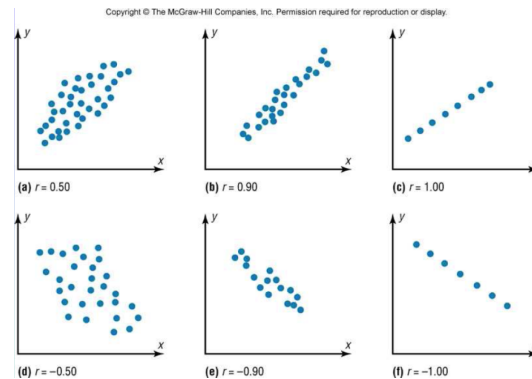 Copyright © The McGraw-Hill Companies, Inc. Permission required for reproduction or display.
y
y
y
x
x
x
(a) r = 0.50
(b) r = 0.90
(c) r = 1.00
y
y
y
x
x
x
(d) r = −0.50
(e) r = −0.90
(f) r = −1.00